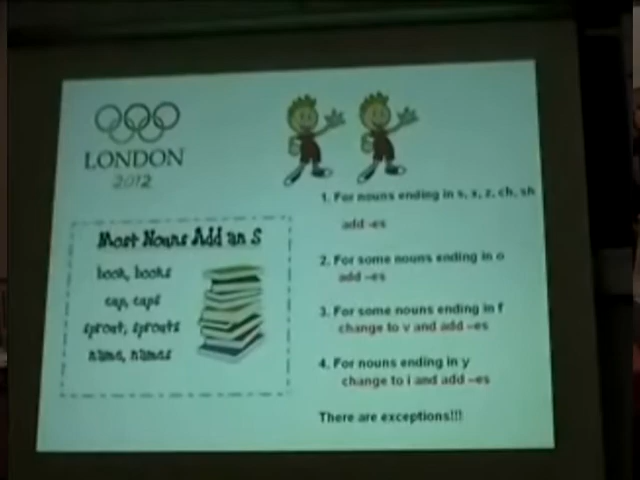 LONDON
2012
Most Nouns Add an S
book, books
cap, caps
sprout, sprouts
name, names
1. For nouns ending in s, x, z, ch, sh
add -es
2. For some nouns ending in o
add –es
3. For some nouns ending in f
change to v and add –es
4. For nouns ending in y
change to i and add –es
There are exceptions!!!